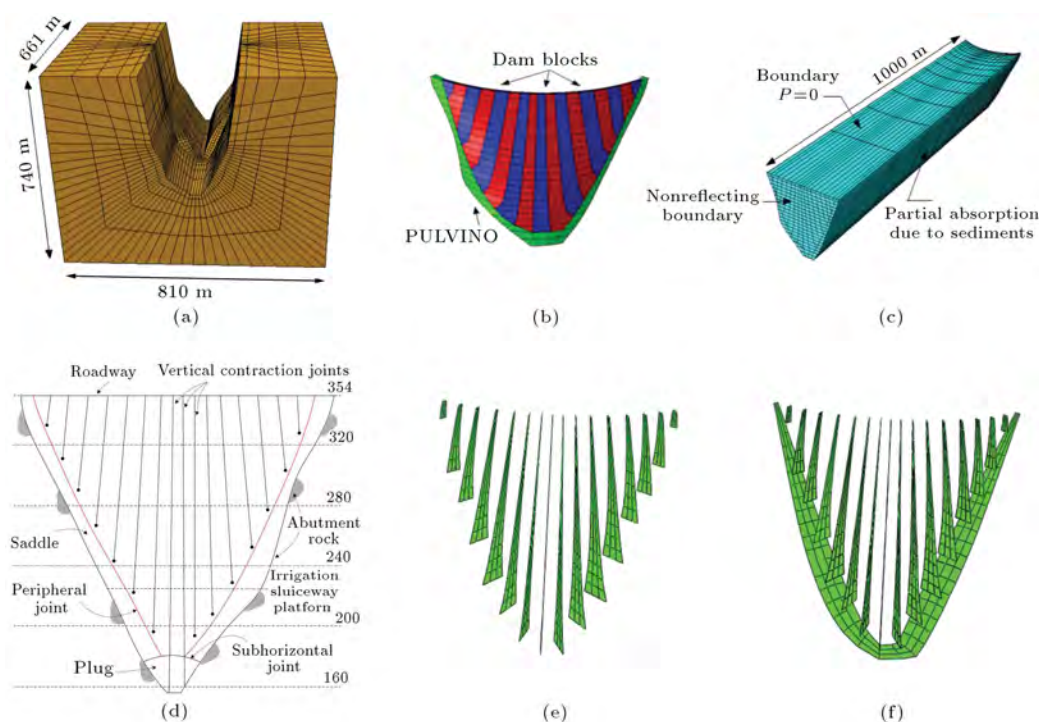 661 m
740 m
810 m
(a)
Dam blocks
PULVINO
(b)
1000 m
Boundary
P=0
Nonreflecting
boundary
Partial absorption
due to sediments
(c)
Roadway
Vertical contraction joints
354
320
280
Saddle
Abutment
rock
240
Irrigation
sluiceway
platforn
Peripheral
joint
200
Subhorizontal
joint
Plug
160
(d)
(e)
(f)